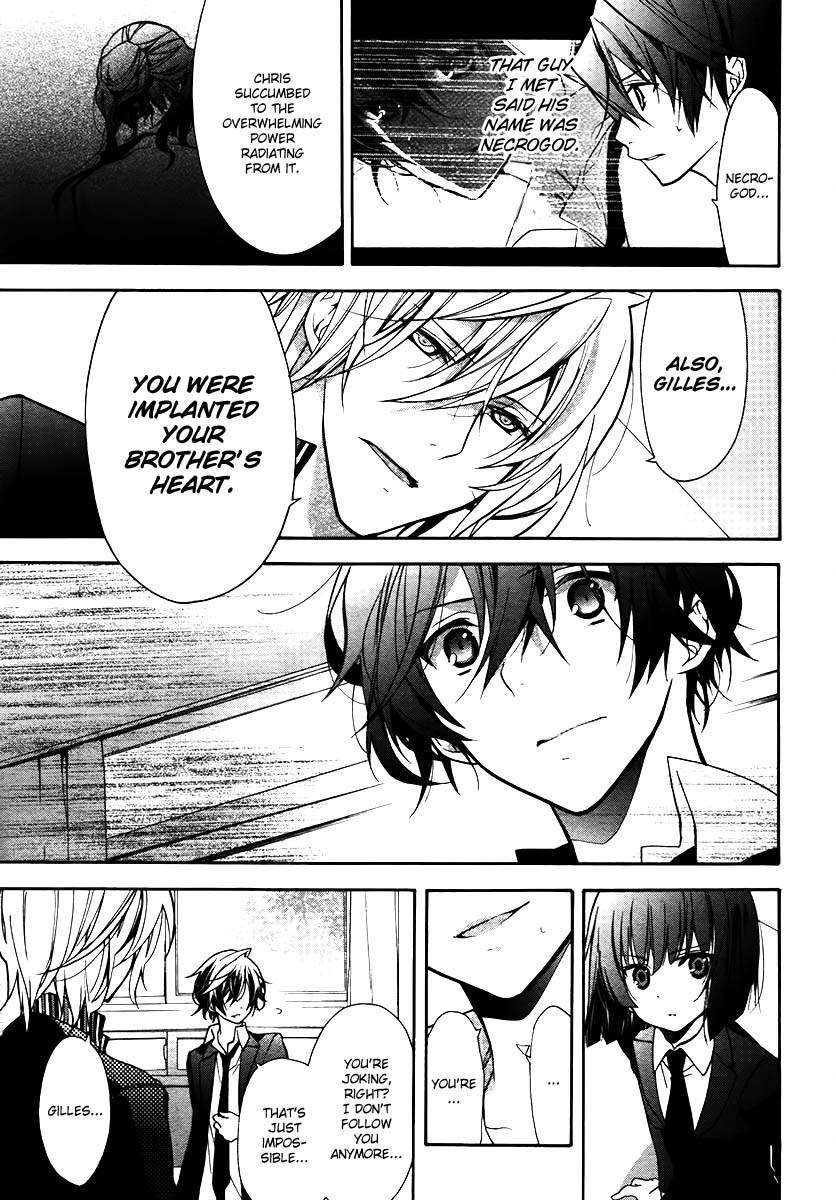 NECRO-
GOD...
THAT GUY
I MET
SAID HIS
NAME WAS
NECROGOD.
CHRIS
SUCCUMBED
TO THE
OVERWHELMING
POWER
RADIATING
FROM IT.
ALSO,
GILLES...
YOU WERE
IMPLANTED
YOUR
BROTHER'S
HEART.
...
YOU'RE
...
YOU'RE
JOKING,
RIGHT?
I DON'T
FOLLOW
YOU
ANYMORE...
THAT'S
JUST
IMPOS-
SIBLE...
GILLES...